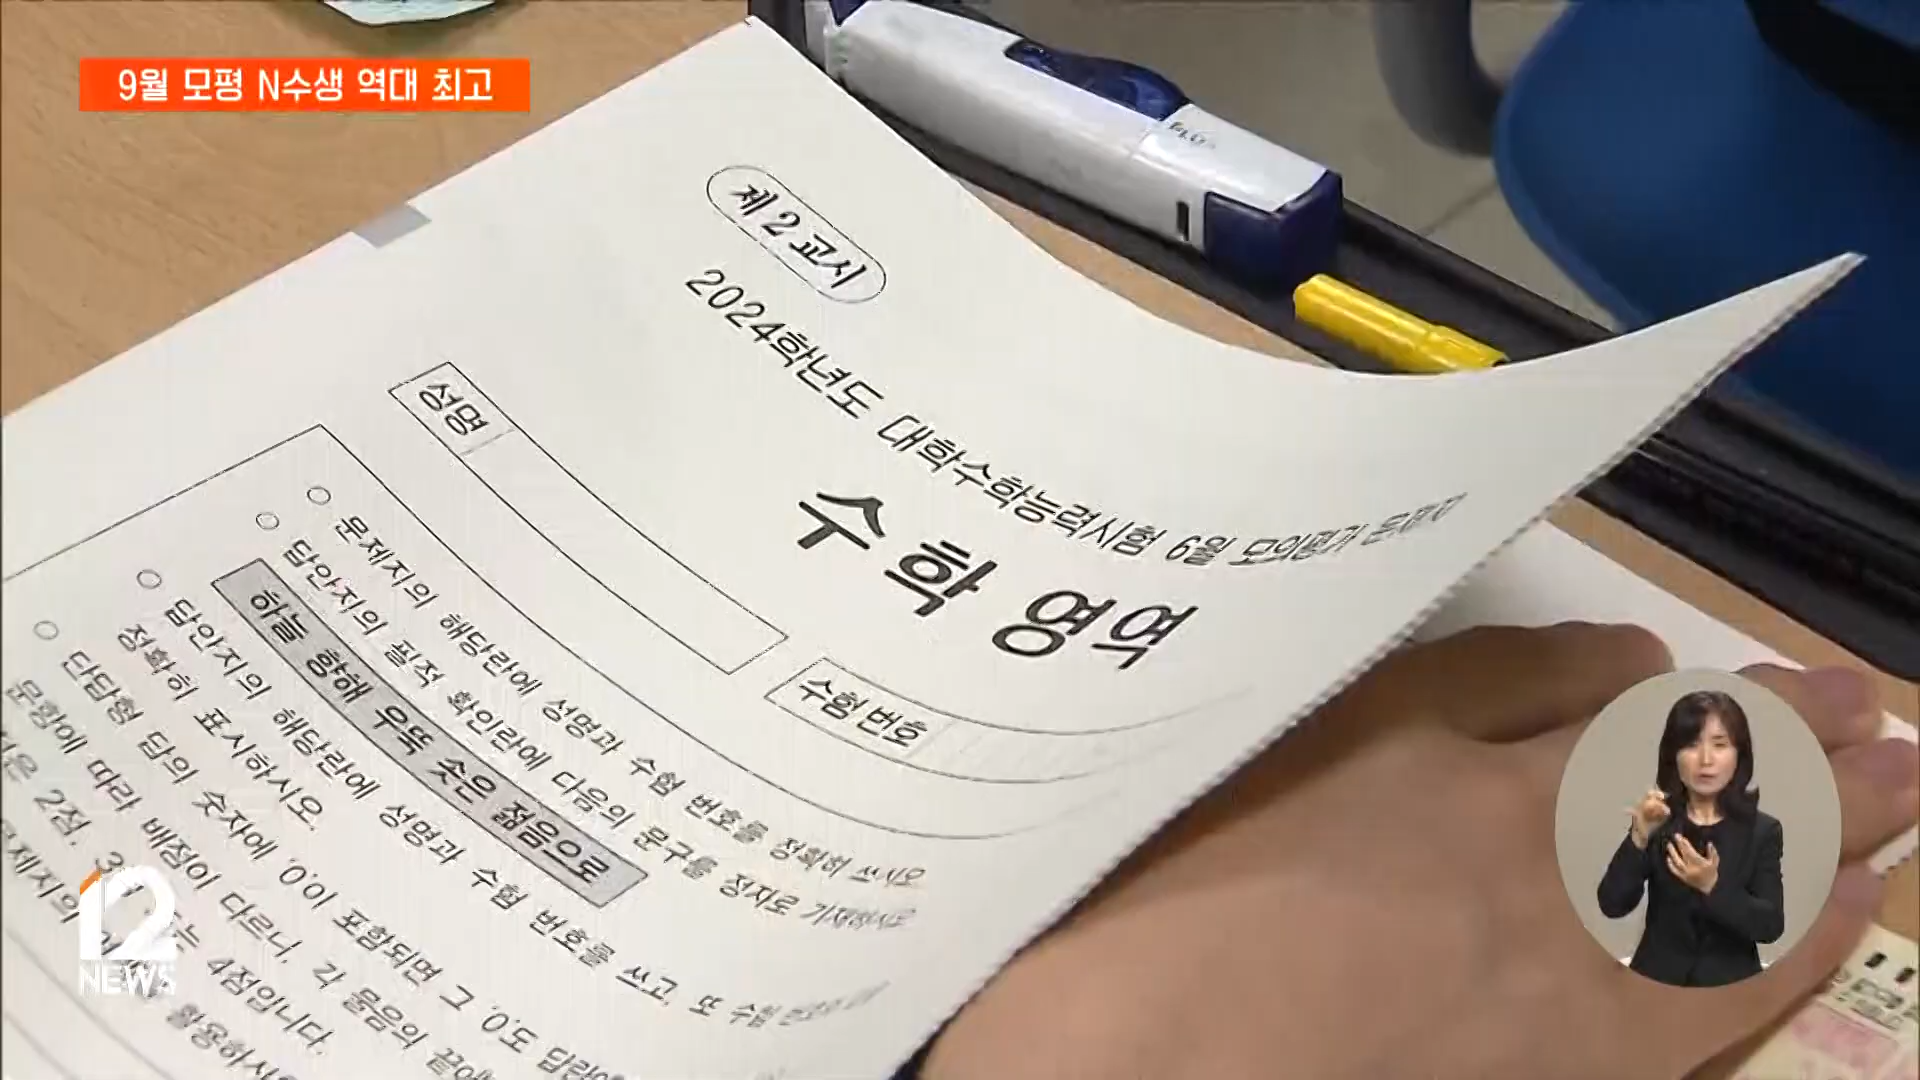 9월 모평 N수생 역대 최고
제 2 교시
2024학년도 대학수학능력시험 6월 모의평가 문제지
수학 영역
성명
수험 번호
○ 문제지의 해당란에 성명과 수험 번호를 정확히 쓰시오
○ 답안지의 필적 확인란에 다음의 문구를 정자로 기재하시오
하늘 향해 우뚝 솟은 젊음으로
○ 답안지의 해당란에 성명과 수험 번호를 쓰고, 또 수험
정확히 표시하시오.
○ 단답형 답의 숫자에 '0'이 포함되면 그 '0'도 답란에
문항에 따라 배점이 다르니, 각 물음의 끝에
2점, 4점입니다.
12
NEWS